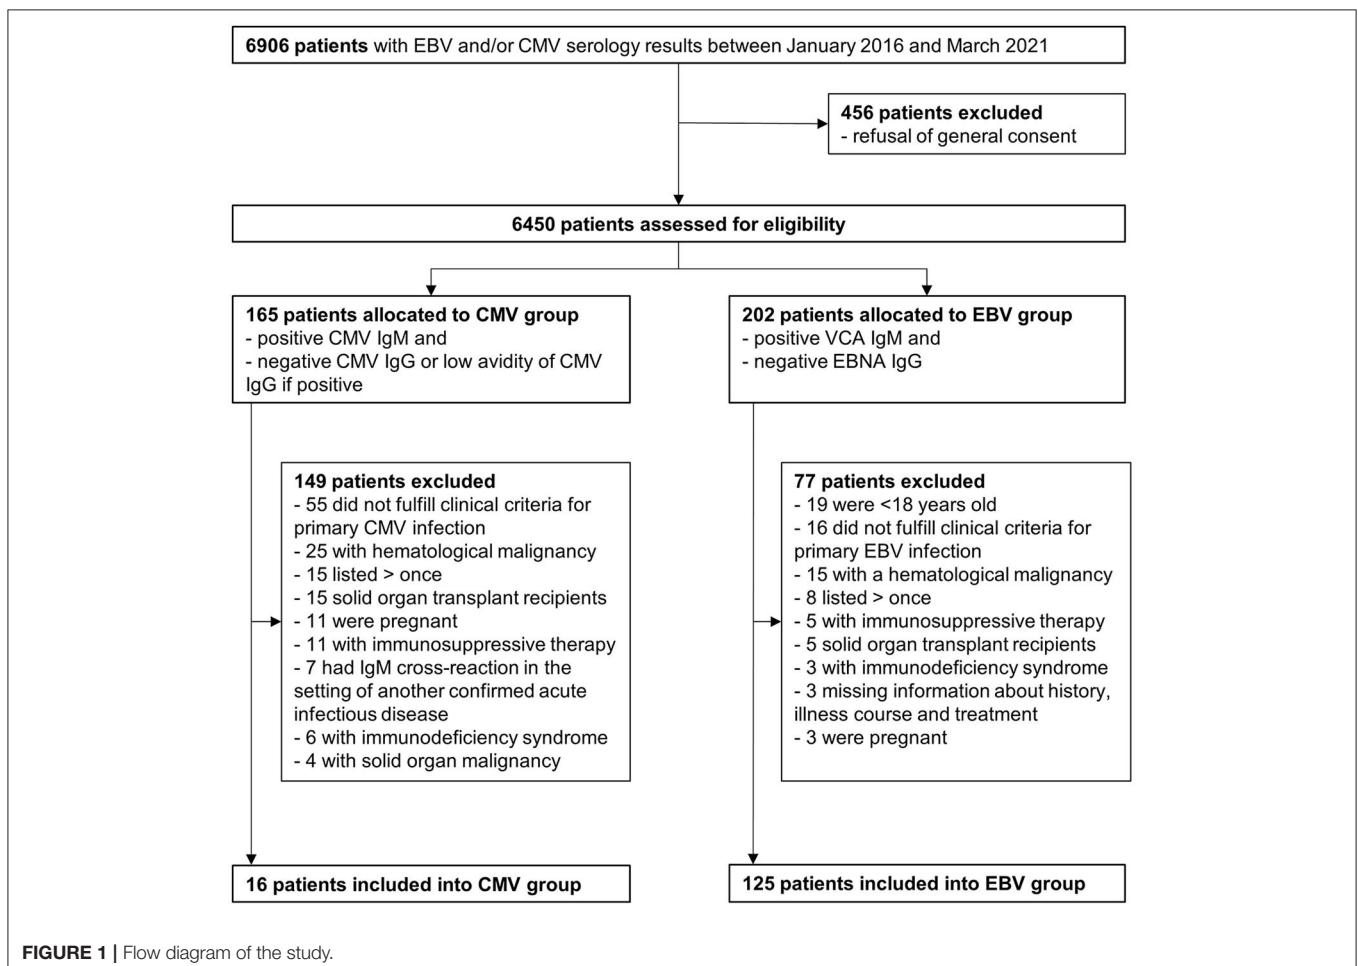 6906 patients with EBV and/or CMV serology results between January 2016 and March 2021
456 patients excluded
- refusal of general consent
6450 patients assessed for eligibility
165 patients allocated to CMV group
- positive CMV IgM and
- negative CMV IgG or low avidity of CMV
IgG if positive
202 patients allocated to EBV group
- positive VCA IgM and
- negative EBNA IgG
149 patients excluded
- 55 did not fulfill clinical criteria for
primary CMV infection
- 25 with hematological malignancy
- 15 listed > once
- 15 solid organ transplant recipients
- 11 were pregnant
- 11 with immunosuppressive therapy
- 7 had IgM cross-reaction in the
setting of another confirmed acute
infectious disease
- 6 with immunodeficiency syndrome
- 4 with solid organ malignancy
77 patients excluded
- 19 were <18 years old
- 16 did not fulfill clinical criteria for
primary EBV infection
- 15 with a hematological malignancy
- 8 listed > once
- 5 with immunosuppressive therapy
- 5 solid organ transplant recipients
- 3 with immunodeficiency syndrome
- 3 missing information about history,
illness course and treatment
- 3 were pregnant
16 patients included into CMV group
125 patients included into EBV group
FIGURE 1 | Flow diagram of the study.